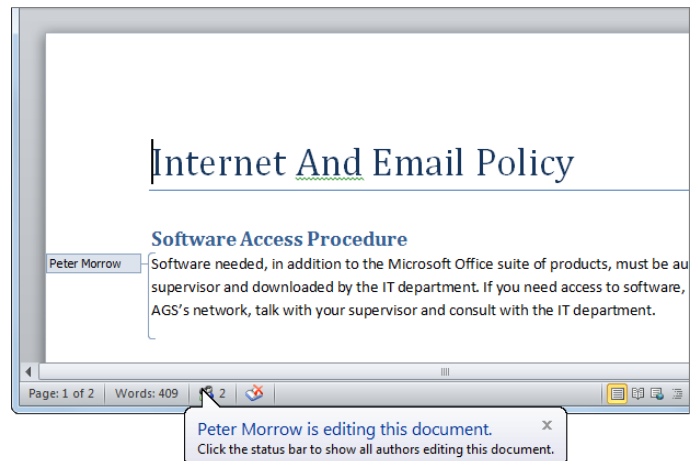 Internet And Email Policy
Software Access Procedure
Peter Morrow
Software needed, in addition to the Microsoft Office suite of products, must be au
supervisor and downloaded by the IT department. If you need access to software,
AGS's network, talk with your supervisor and consult with the IT department.
Page: 1 of 2 Words: 409 2
Peter Morrow is editing this document. x
Click the status bar to show all authors editing this document.